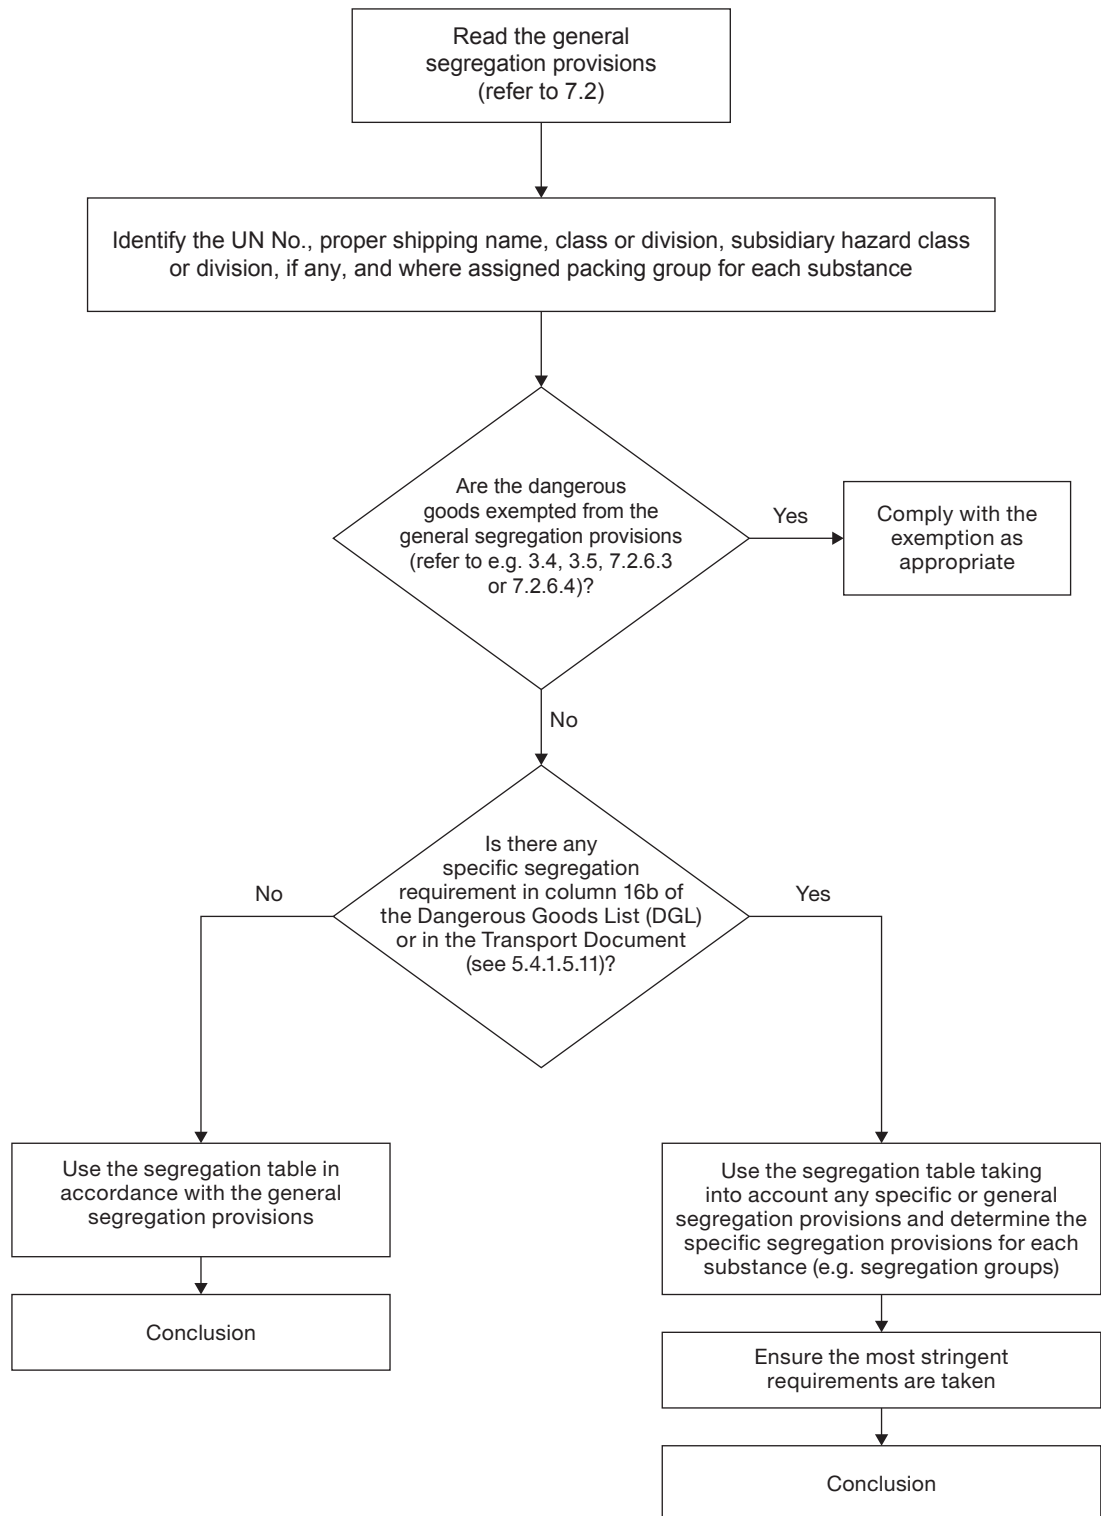 Read the general
segregation provisions
(refer to 7.2)
Identify the UN No., proper shipping name, class or division, subsidiary hazard class
or division, if any, and where assigned packing group for each substance
Are the dangerous
goods exempted from the
general segregation provisions
(refer to e.g. 3.4, 3.5, 7.2.6.3
or 7.2.6.4)?
Yes
Comply with the
exemption as
appropriate
No
Is there any
specific segregation
requirement in column 16b of
the Dangerous Goods List (DGL)
or in the Transport Document
(see 5.4.1.5.11)?
No
Yes
Use the segregation table in
accordance with the general
segregation provisions
Conclusion
Use the segregation table taking
into account any specific or general
segregation provisions and determine the
specific segregation provisions for each
substance (e.g. segregation groups)
Ensure the most stringent
requirements are taken
Conclusion